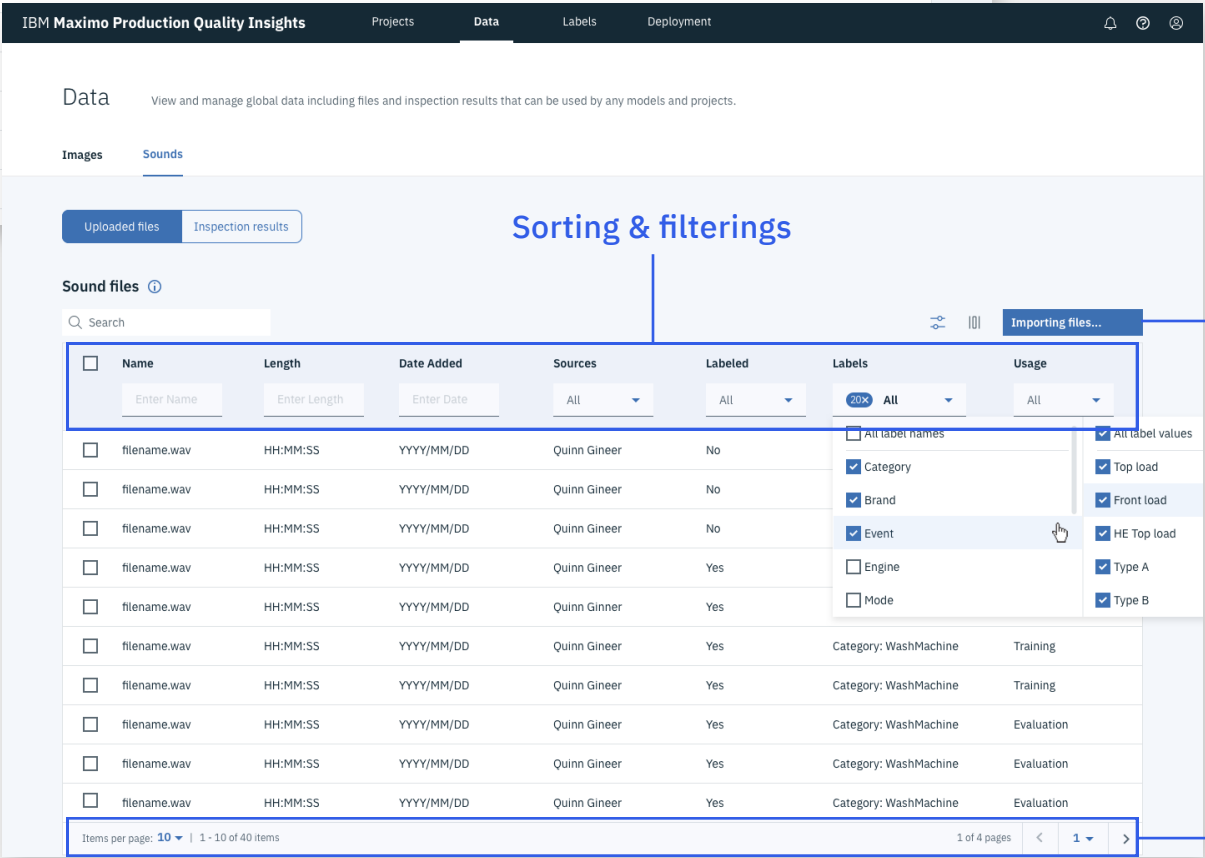 IBM Maximo Production Quality Insights Projects Data Labels Deployment
Data View and manage global data including files and inspection results that can be used by any models and projects.
Images Sounds
Uploaded files Inspection results
Sorting & filterings
Sound files
Search Importing files...
Name Length Date Added Sources Labeled Labels Usage
Enter Name Enter Length Enter Date All All 20× All All
All label names All label values
filename.wav HH:MM:SS YYYY/MM/DD Quinn Gineer No
Category Top load
filename.wav HH:MM:SS YYYY/MM/DD Quinn Gineer No
Brand Front load
filename.wav HH:MM:SS YYYY/MM/DD Quinn Gineer No
Event HE Top load
filename.wav HH:MM:SS YYYY/MM/DD Quinn Gineer Yes
Engine Type A
filename.wav HH:MM:SS YYYY/MM/DD Quinn Gineer Yes
Mode Type B
filename.wav HH:MM:SS YYYY/MM/DD Quinn Gineer Yes Category: WashMachine Training
filename.wav HH:MM:SS YYYY/MM/DD Quinn Gineer Yes Category: WashMachine Training
filename.wav HH:MM:SS YYYY/MM/DD Quinn Gineer Yes Category: WashMachine Evaluation
filename.wav HH:MM:SS YYYY/MM/DD Quinn Gineer Yes Category: WashMachine Evaluation
filename.wav HH:MM:SS YYYY/MM/DD Quinn Gineer Yes Category: WashMachine Evaluation
Items per page: 10 | 1 - 10 of 40 items 1 of 4 pages 1